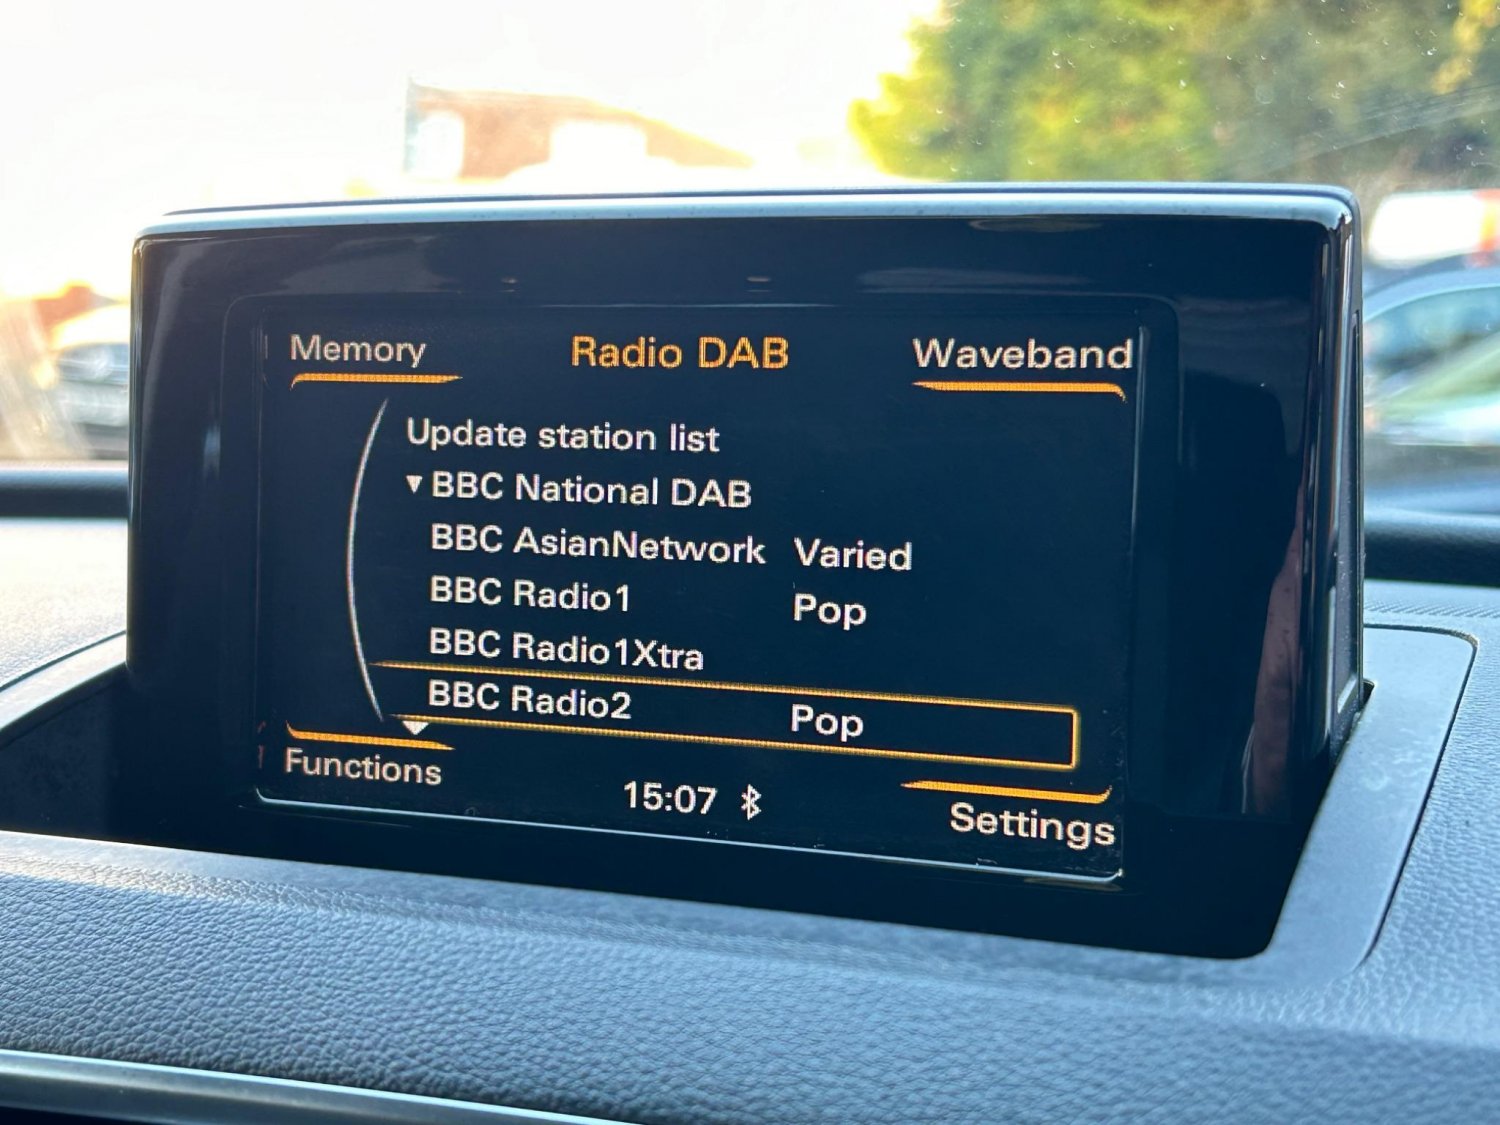 Memory Radio DAB Waveband
Update station list
▼ BBC National DAB
BBC AsianNetwork Varied
BBC Radio1 Pop
BBC Radio1Xtra
BBC Radio2 Pop
Functions 15:07 Settings